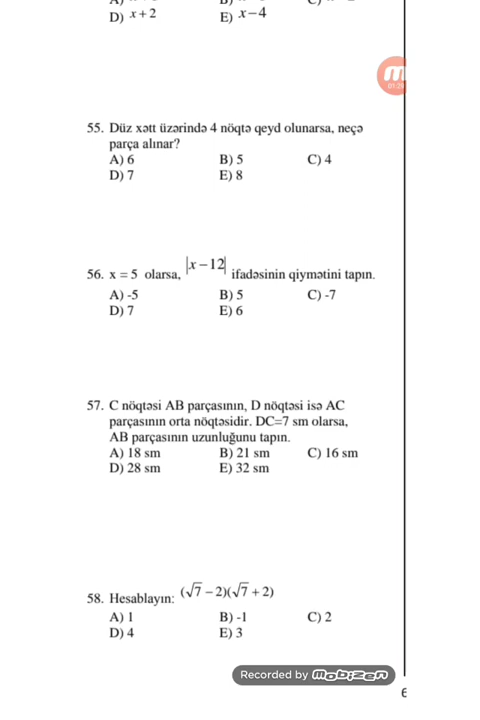 D) x+2 E) x−4
01:29
55. Düz xətt üzərində 4 nöqtə qeyd olunarsa, neçə
parça alınar?
A) 6 B) 5 C) 4
D) 7 E) 8
56. x = 5 olarsa, |x−12| ifadəsinin qiymətini tapın.
A) -5 B) 5 C) -7
D) 7 E) 6
57. C nöqtəsi AB parçasının, D nöqtəsi isə AC
parçasının orta nöqtəsidir. DC=7 sm olarsa,
AB parçasının uzunluğunu tapın.
A) 18 sm B) 21 sm C) 16 sm
D) 28 sm E) 32 sm
58. Hesablayın: (√7 − 2)(√7 + 2)
A) 1 B) -1 C) 2
D) 4 E) 3
Recorded by mobizen